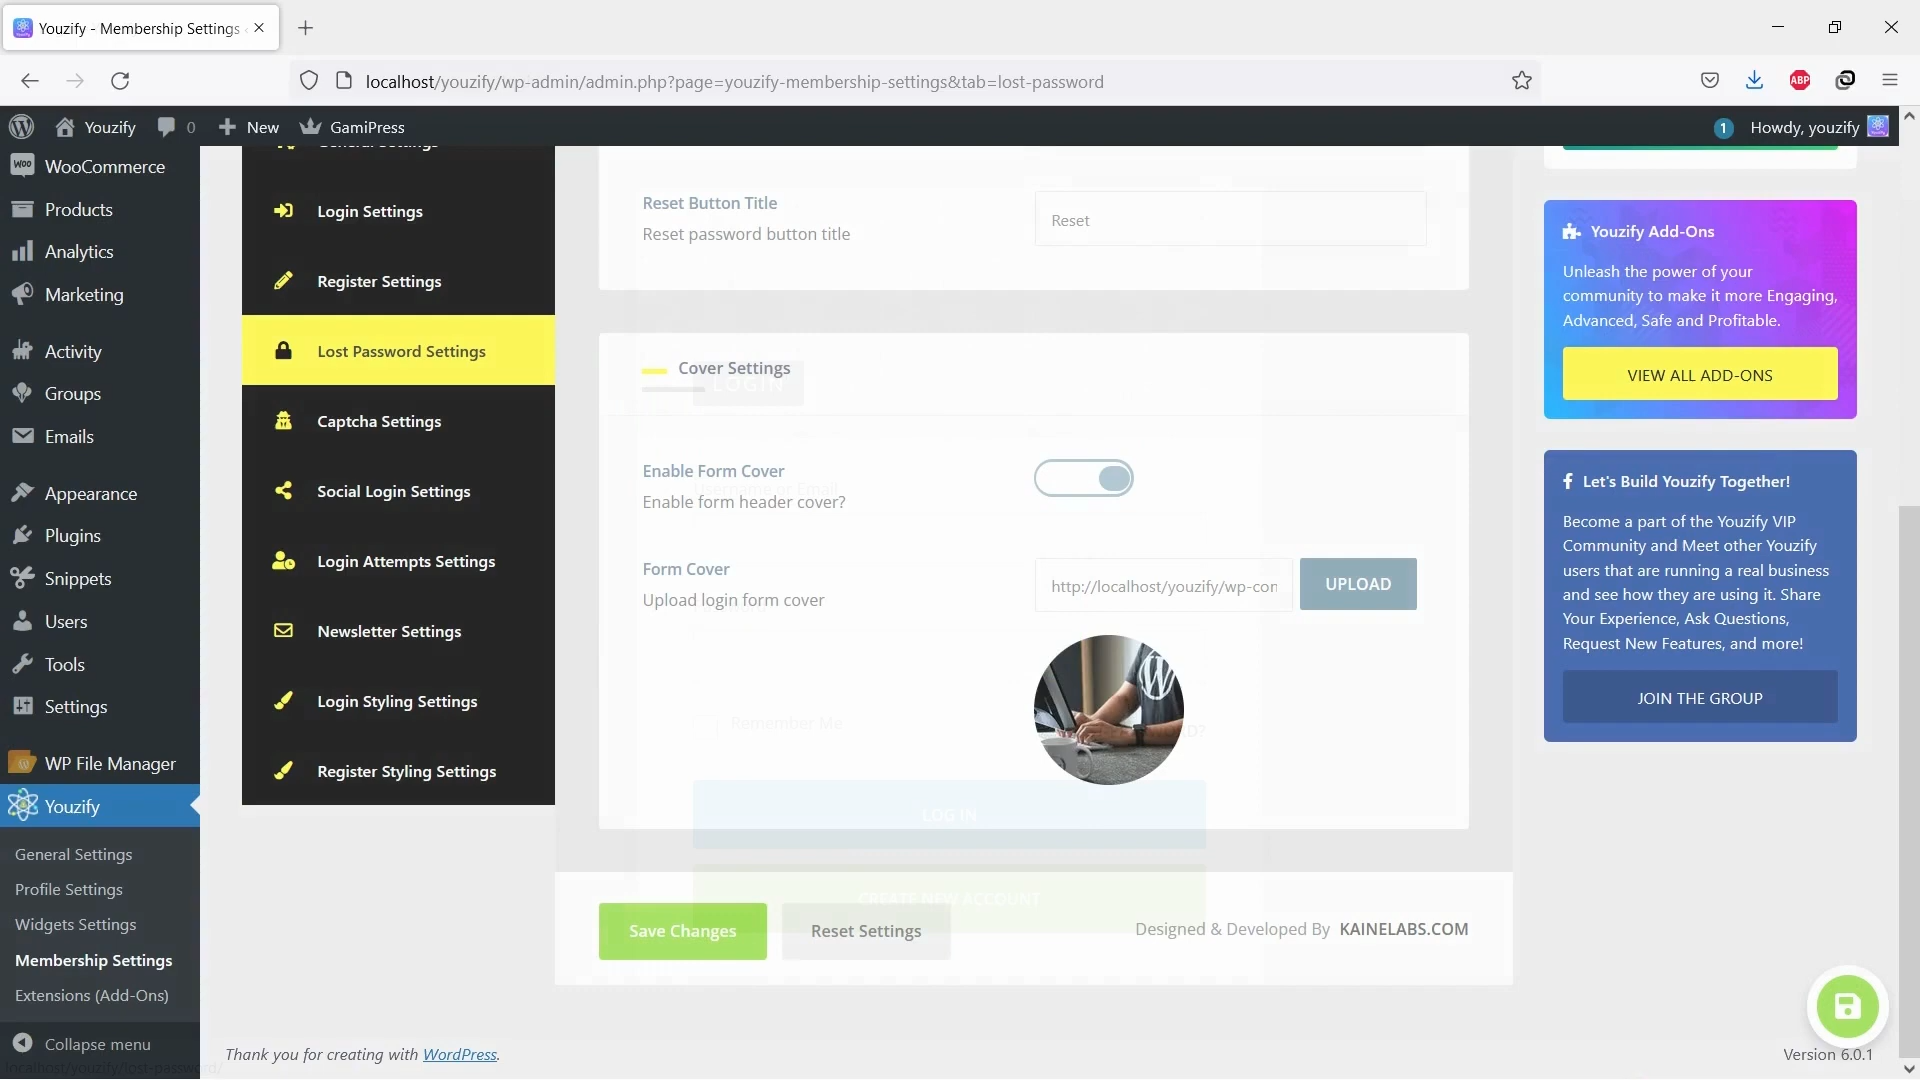 Youzify - Membership Settings
localhost/youzify/wp-admin/admin.php?page=youzify-membership-settings&tab=lost-password
ABP
Youzify
0
New
GamiPress
1
Howdy, youzify
WooCommerce
Products
Analytics
Marketing
Activity
Groups
Emails
Appearance
Plugins
Snippets
Users
Tools
Settings
WP File Manager
Youzify
General Settings
Profile Settings
Widgets Settings
Membership Settings
Extensions (Add-Ons)
Collapse menu
localhost/youzify/lost-password/
General Settings
Login Settings
Register Settings
Lost Password Settings
Captcha Settings
Social Login Settings
Login Attempts Settings
Newsletter Settings
Login Styling Settings
Register Styling Settings
Reset Button Title
Reset password button title
Reset
Cover Settings
LOGIN
Enable Form Cover
Username or Email
Enable form header cover?
Form Cover
Upload login form cover
http://localhost/youzify/wp-con
UPLOAD
Remember Me
LOG IN
CREATE NEW ACCOUNT
Save Changes
Reset Settings
Designed & Developed By KAINELABS.COM
Youzify Add-Ons
Unleash the power of your
community to make it more Engaging,
Advanced, Safe and Profitable.
VIEW ALL ADD-ONS
Let's Build Youzify Together!
Become a part of the Youzify VIP
Community and Meet other Youzify
users that are running a real business
and see how they are using it. Share
Your Experience, Ask Questions,
Request New Features, and more!
JOIN THE GROUP
Thank you for creating with WordPress.
Version 6.0.1